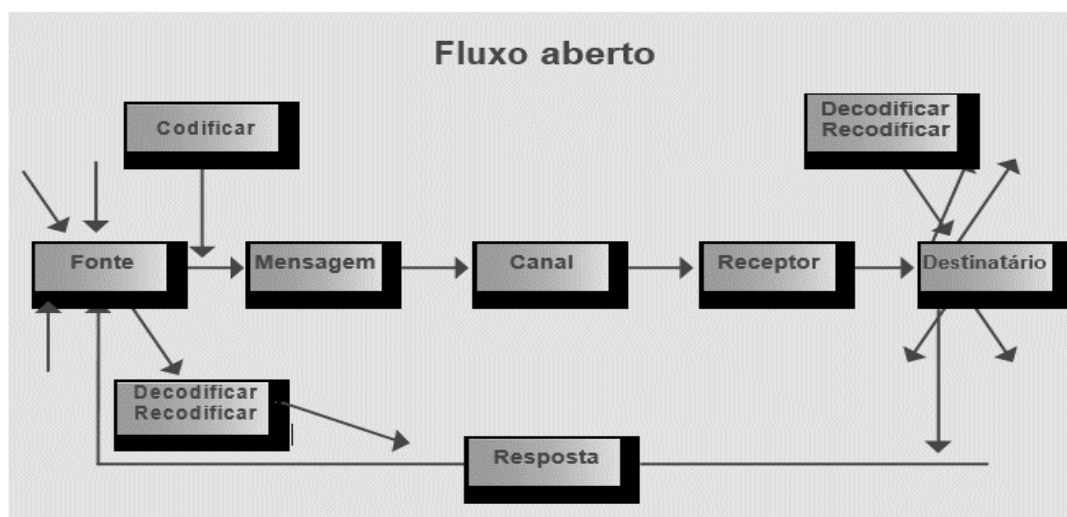 Fluxo aberto
Codificar
Decodificar
Recodificar
Fonte
Mensagem
Canal
Receptor
Destinatário
Decodificar
Recodificar
Resposta